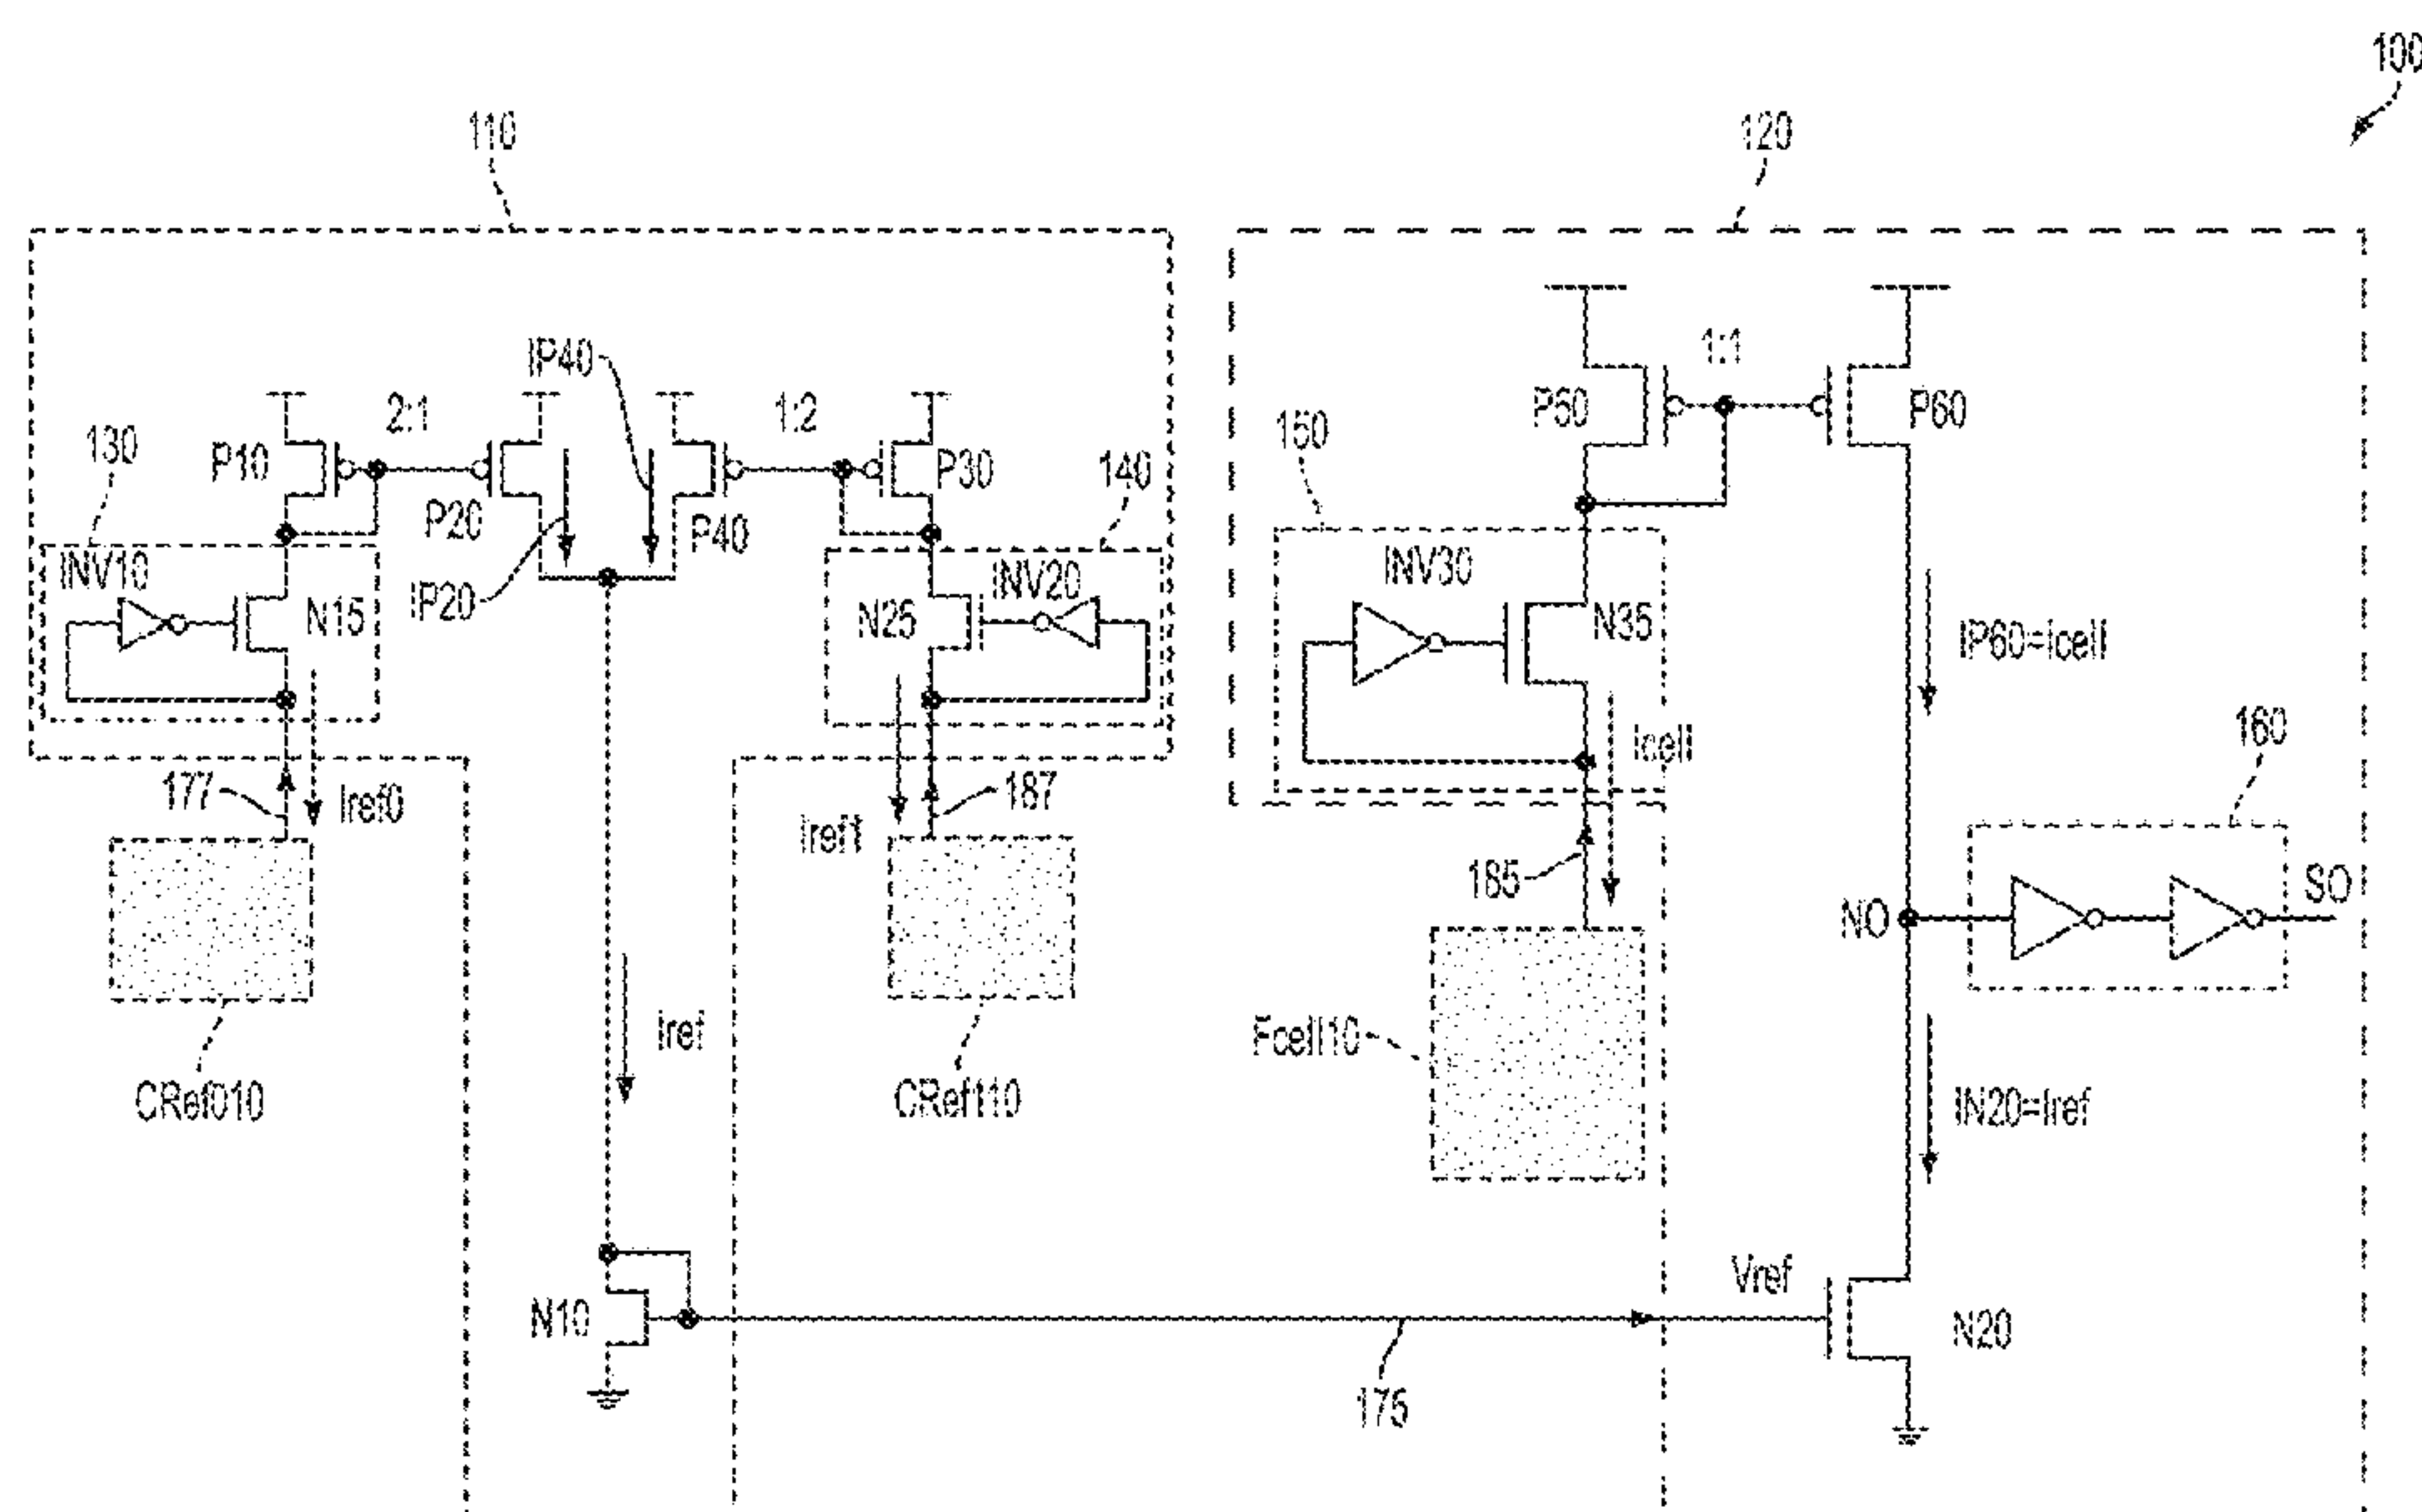 100
110
120
IP40
1:1
2:1
1:2
P50
P60
130
P10
P30
150
140
P20
P40
INV10
INV20
INV30
IP20
N15
N25
N35
IP60=Icell
Icell
160
177
Iref0
187
Iref1
185
NO
SO
Iref
Fcell10
CRef010
CRef110
IN20=Iref
Vref
N10
N20
175